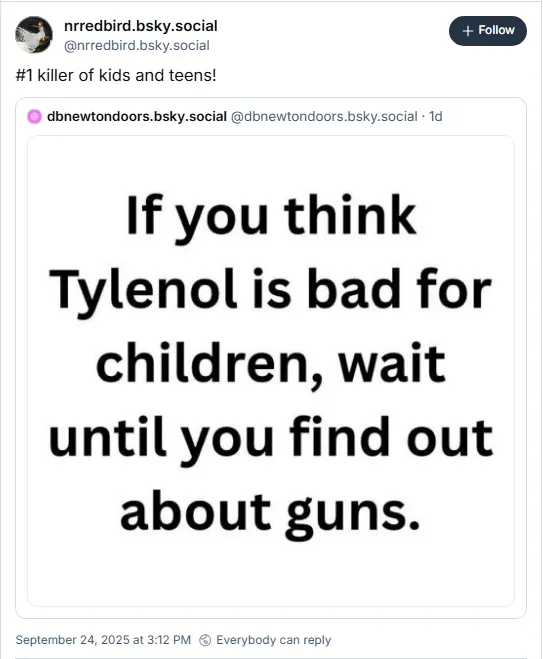 nrredbird.bsky.social
@nrredbird.bsky.social
+ Follow
#1 killer of kids and teens!
dbnewtondoors.bsky.social @dbnewtondoors.bsky.social · 1d
If you think
Tylenol is bad for
children, wait
until you find out
about guns.
September 24, 2025 at 3:12 PM Everybody can reply